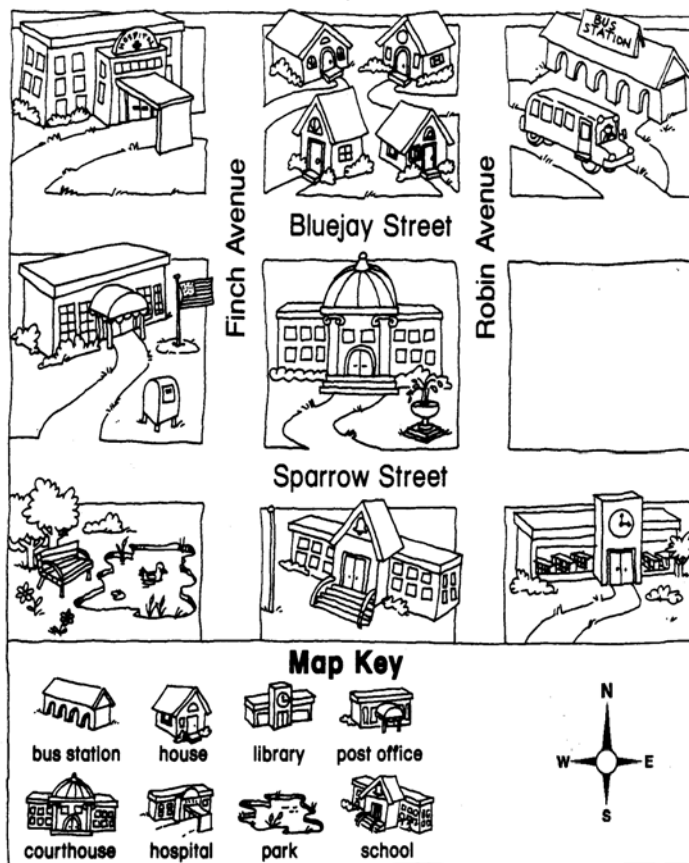 HOSPITAL
BUS
STATION
Finch Avenue
Bluejay Street
Robin Avenue
Sparrow Street
Map Key
bus station house library post office
courthouse hospital park school
N
W E
S